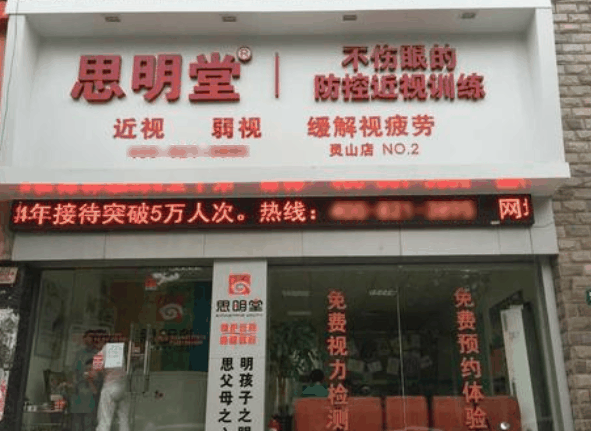 思明堂®
不伤眼的
防控近视训练
近视 弱视 缓解视疲劳
灵山店 NO.2
4年接待突破5万人次。热线：
网
思明堂
明孩子之明
思父母之
免费视力检测
免费预约体验